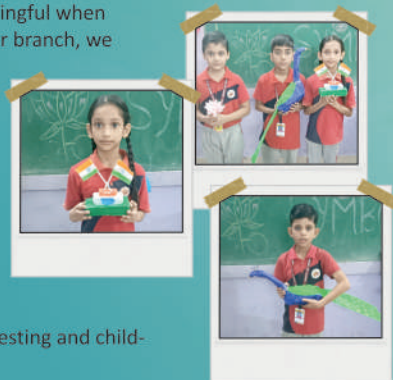 ingful when
r branch, we
esting and child-